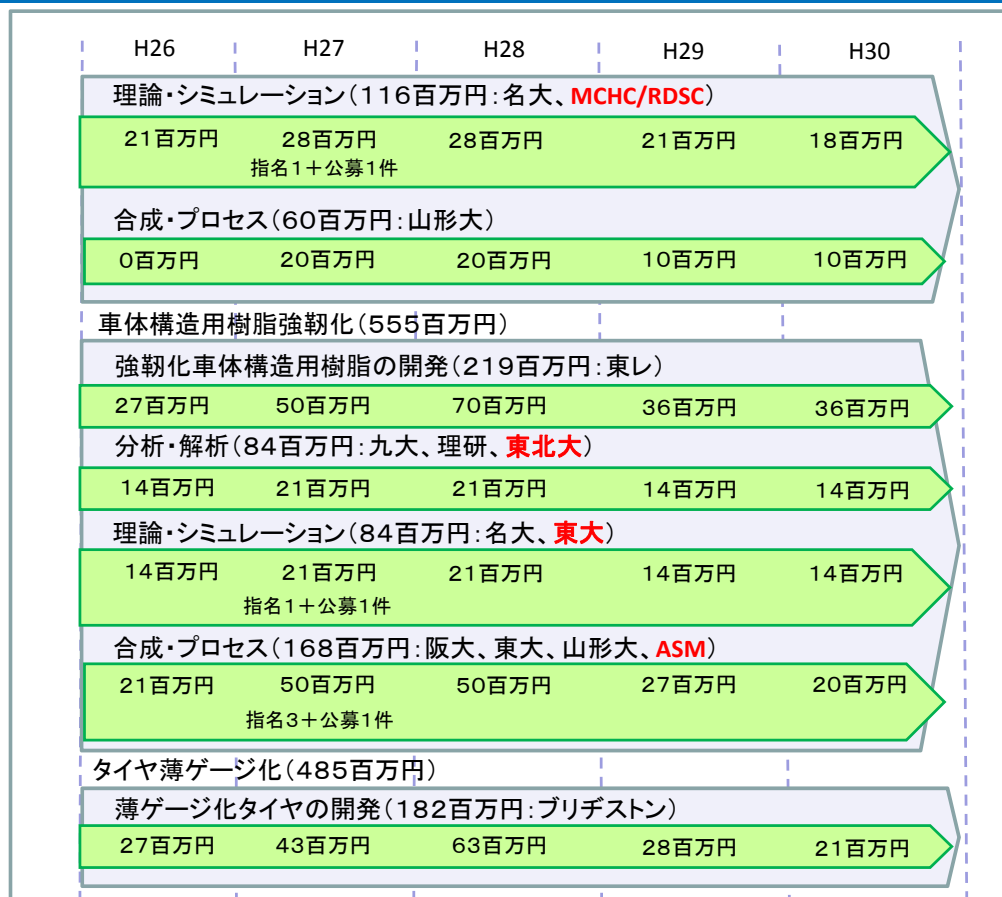 H26 H27 H28 H29 H30
理論・シミュレーション（116百万円：名大、MCHC/RDSC）
21百万円 28百万円 28百万円 21百万円 18百万円
指名１＋公募１件
合成・プロセス（60百万円：山形大）
0百万円 20百万円 20百万円 10百万円 10百万円
車体構造用樹脂強靭化（555百万円）
強靭化車体構造用樹脂の開発（219百万円：東レ）
27百万円 50百万円 70百万円 36百万円 36百万円
分析・解析（84百万円：九大、理研、東北大）
14百万円 21百万円 21百万円 14百万円 14百万円
理論・シミュレーション（84百万円：名大、東大）
14百万円 21百万円 21百万円 14百万円 14百万円
指名１＋公募１件
合成・プロセス（168百万円：阪大、東大、山形大、ASM）
21百万円 50百万円 50百万円 27百万円 20百万円
指名３＋公募１件
タイヤ薄ゲージ化（485百万円）
薄ゲージ化タイヤの開発（182百万円：ブリヂストン）
27百万円 43百万円 63百万円 28百万円 21百万円